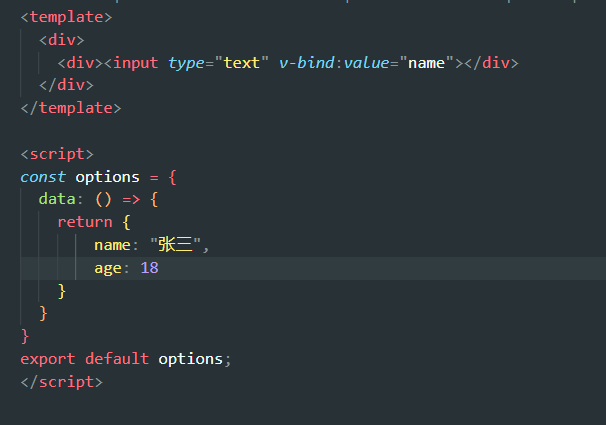 <template>
  <div>
    <div><input type="text" v-bind:value="name"></div>
  </div>
</template>

<script>
const options = {
  data: () => {
    return {
        name: "张三",
        age: 18
    }
  }
}
export default options;
</script>